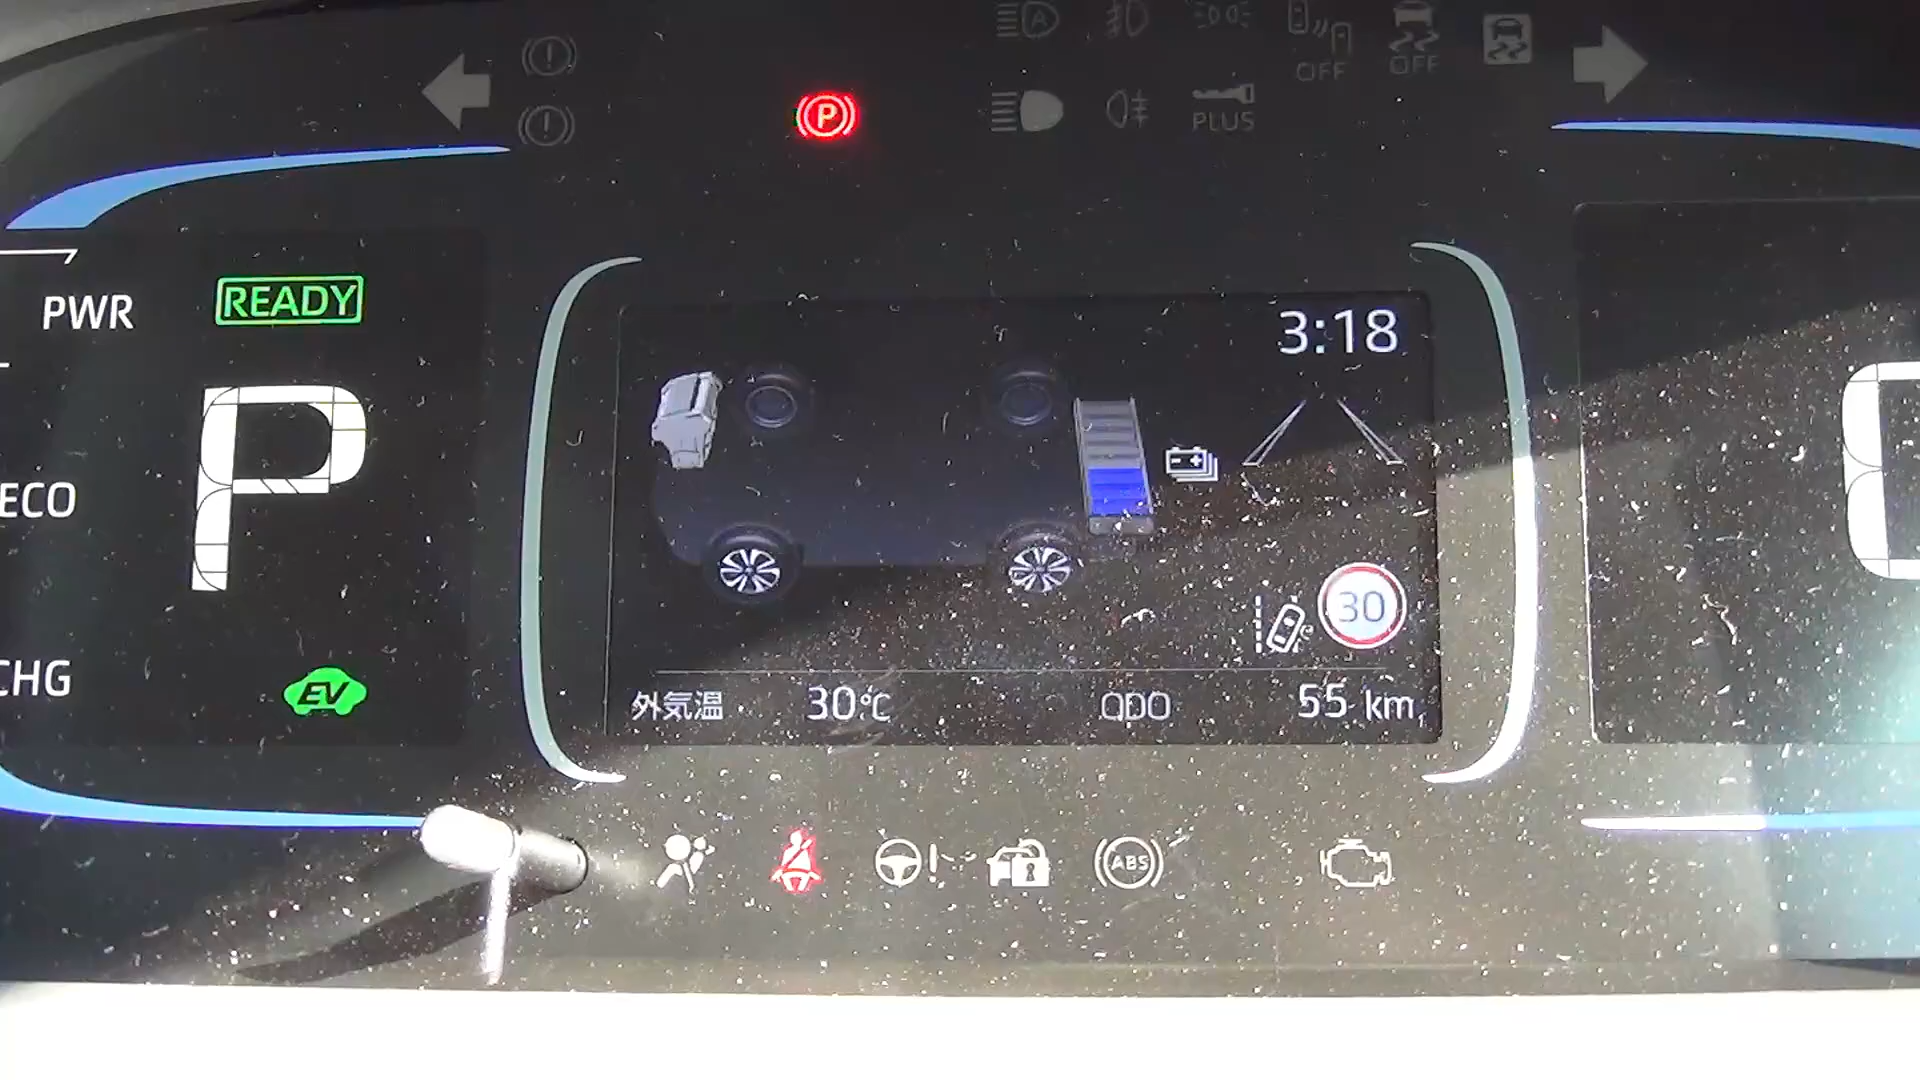 OFF
OFF
P
PLUS
PWR
READY
3:18
P
ECO
30
CHG
EV
外気温 30℃ ODO 55 km
ABS